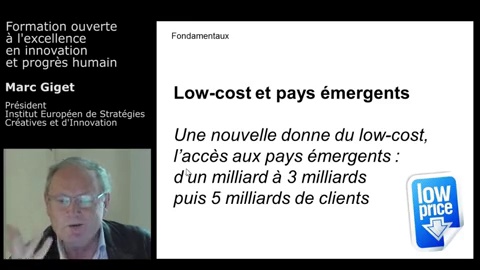 Formation ouverte
à l'excellence
en innovation
et progrès humain
Marc Giget
Président
Institut Européen de Stratégies
Créatives et d'Innovation
Fondamentaux
Low-cost et pays émergents
Une nouvelle donne du low-cost,
l'accès aux pays émergents :
d'un milliard à 3 milliards
puis 5 milliards de clients
low
price